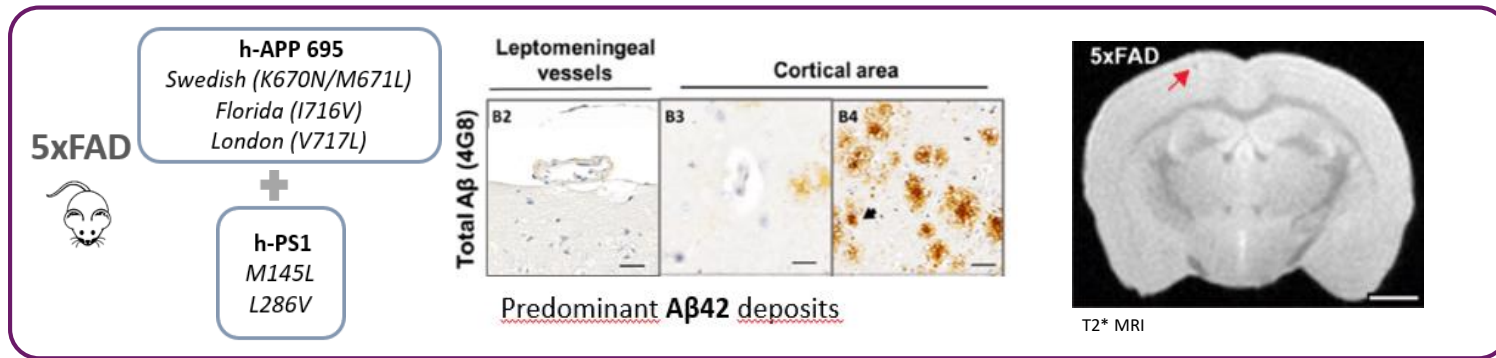 5xFAD
h-APP 695
Swedish (K670N/M671L)
Florida (I716V)
London (V717L)
h-PS1
M145L
L286V
Leptomeningeal
vessels
Cortical area
Total Aβ (4G8)
B2
B3
B4
Predominant Aβ42 deposits
5xFAD
T2* MRI